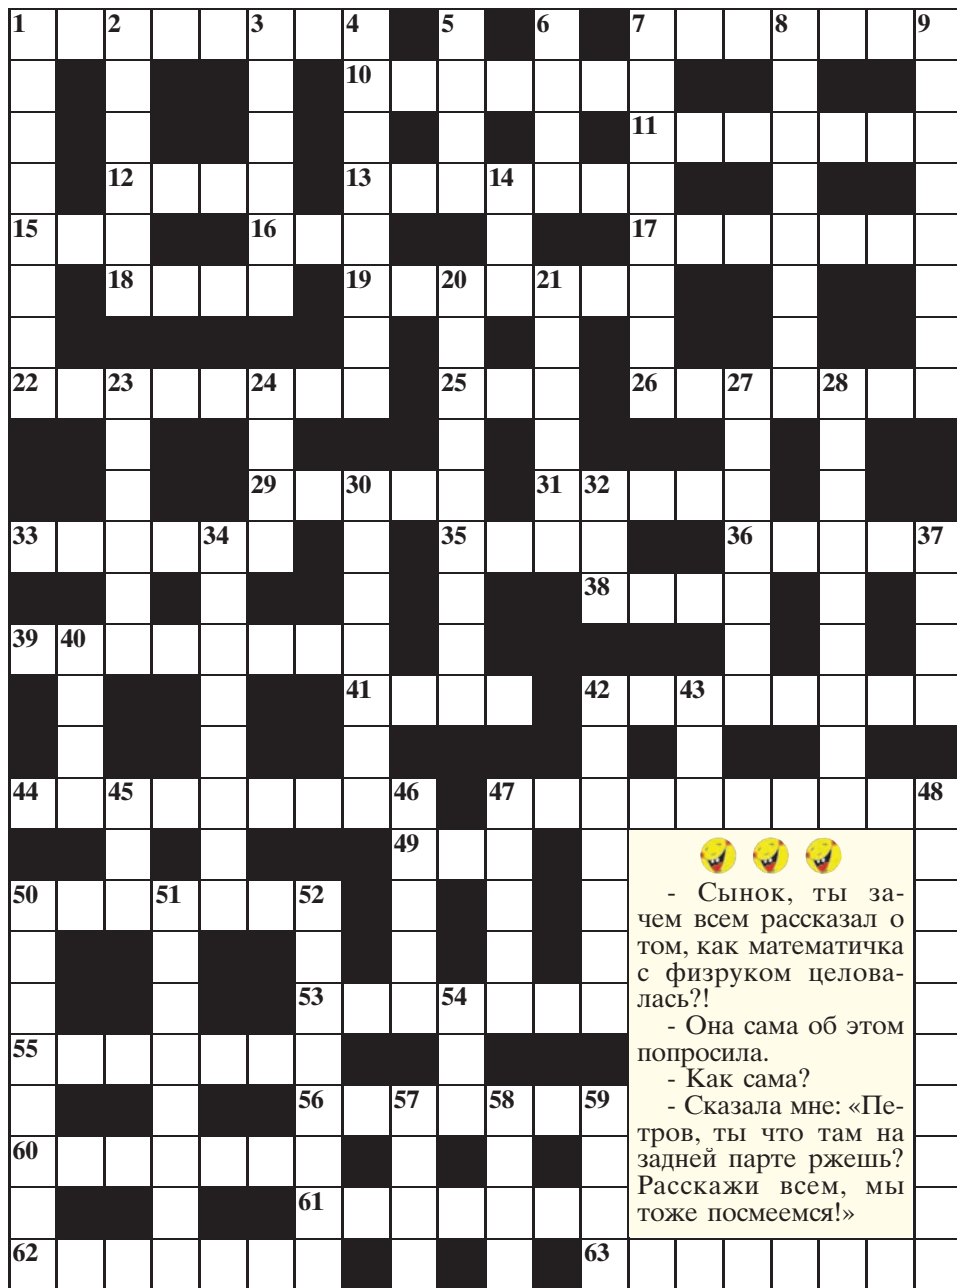 1 2 3 4 5 6 7 8 9
10
11
12 13 14
15 16 17
18 19 20 21
22 23 24 25 26 27 28
29 30 31 32
33 34 35 36 37
38
39 40
41 42 43
44 45 46 47 48
49
50 51 52
53 54
55
56 57 58 59
60
61
62 63
- Сынок, ты за-
чем всем рассказал о
том, как математичка
с физруком целова-
лась?!
- Она сама об этом
попросила.
- Как сама?
- Сказала мне: «Пе-
тров, ты что там на
задней парте ржешь?
Расскажи всем, мы
тоже посмеемся!»